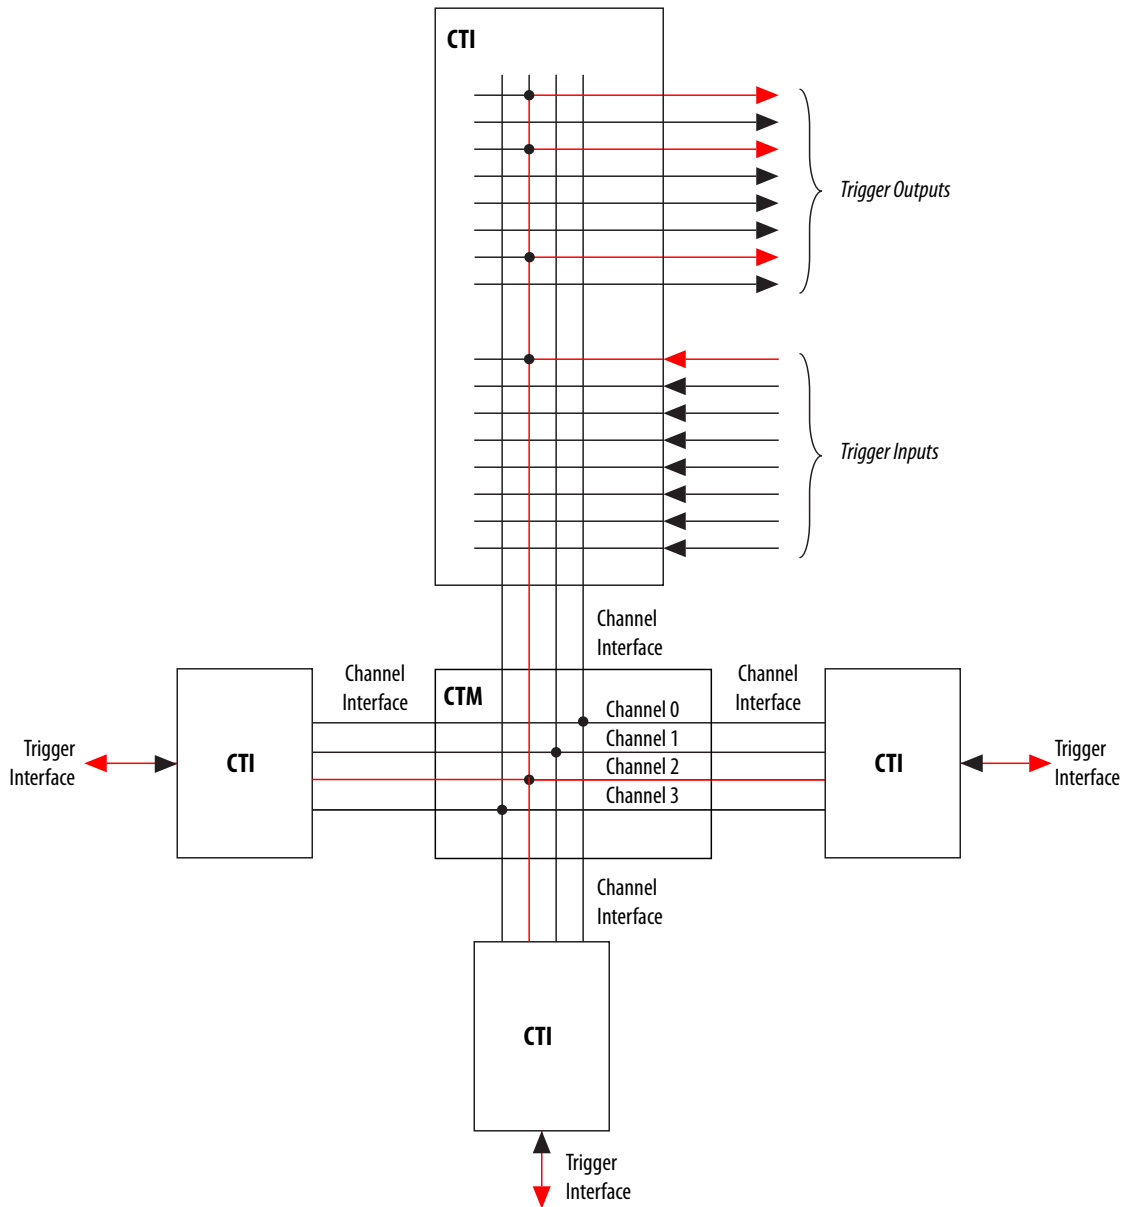 CTI
Trigger Outputs
Trigger Inputs
Channel
Interface
Channel
Interface
CTM
Channel
Interface
Channel 0
Channel 1
Channel 2
Channel 3
Trigger
Interface
CTI
CTI
Trigger
Interface
Channel
Interface
CTI
Trigger
Interface